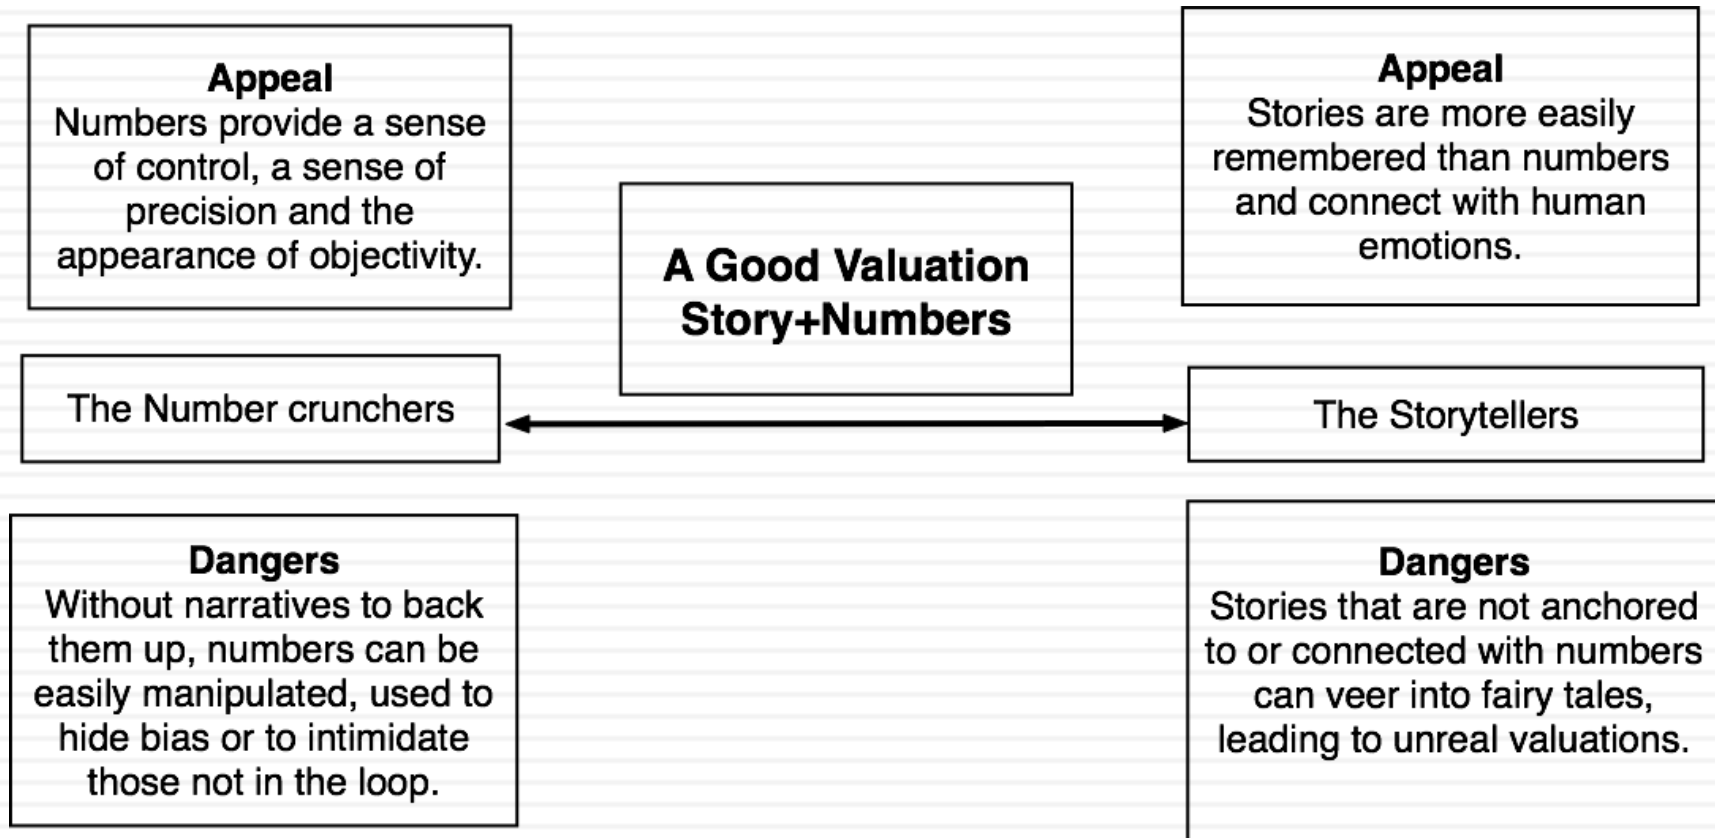 Appeal
Numbers provide a sense
of control, a sense of
precision and the
appearance of objectivity.
The Number crunchers
Dangers
Without narratives to back
them up, numbers can be
easily manipulated, used to
hide bias or to intimidate
those not in the loop.
A Good Valuation
Story+Numbers
Appeal
Stories are more easily
remembered than numbers
and connect with human
emotions.
The Storytellers
Dangers
Stories that are not anchored
to or connected with numbers
can veer into fairy tales,
leading to unreal valuations.